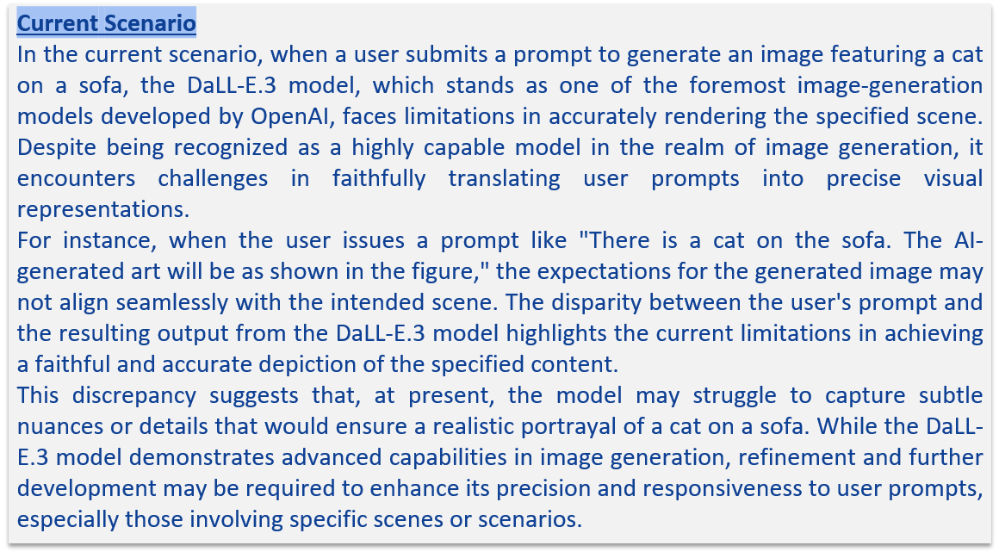 Current Scenario
In the current scenario, when a user submits a prompt to generate an image featuring a cat
on a sofa, the DaLL-E.3 model, which stands as one of the foremost image-generation
models developed by OpenAI, faces limitations in accurately rendering the specified scene.
Despite being recognized as a highly capable model in the realm of image generation, it
encounters challenges in faithfully translating user prompts into precise visual
representations.
For instance, when the user issues a prompt like "There is a cat on the sofa. The AI-
generated art will be as shown in the figure," the expectations for the generated image may
not align seamlessly with the intended scene. The disparity between the user's prompt and
the resulting output from the DaLL-E.3 model highlights the current limitations in achieving
a faithful and accurate depiction of the specified content.
This discrepancy suggests that, at present, the model may struggle to capture subtle
nuances or details that would ensure a realistic portrayal of a cat on a sofa. While the DaLL-
E.3 model demonstrates advanced capabilities in image generation, refinement and further
development may be required to enhance its precision and responsiveness to user prompts,
especially those involving specific scenes or scenarios.